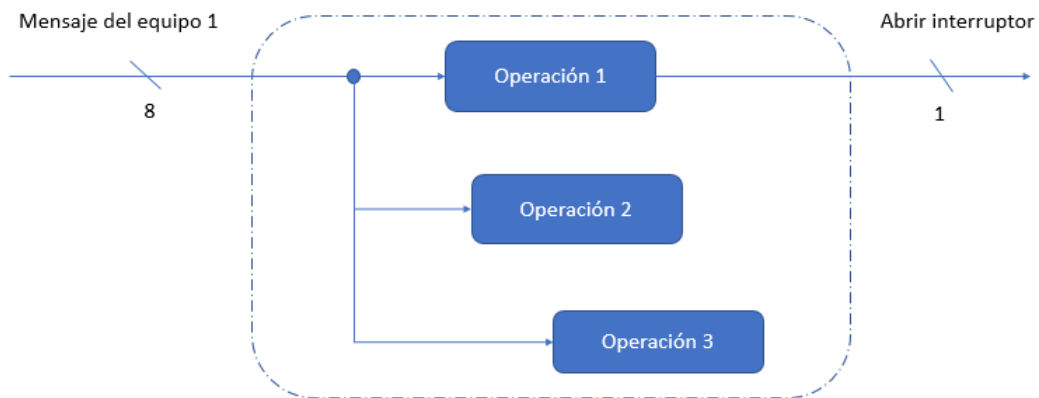 Mensaje del equipo 1
Abrir interruptor
Operación 1
8
1
Operación 2
Operación 3